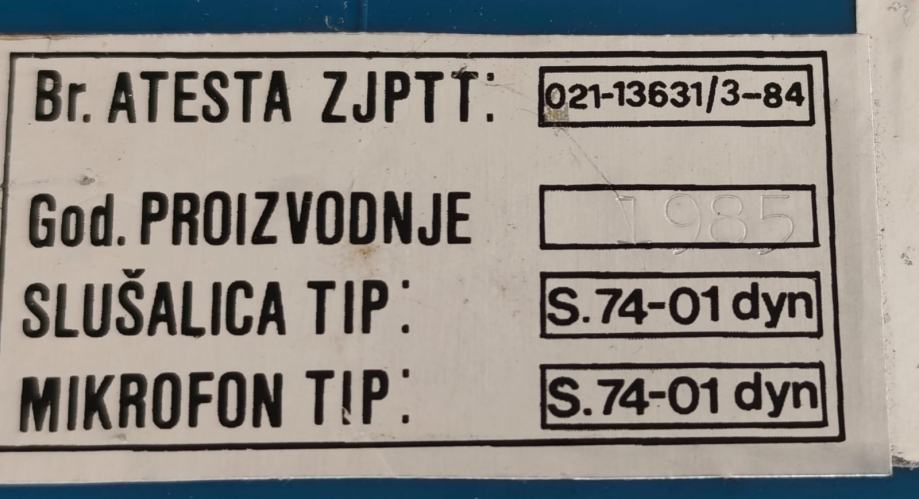 Br. ATESTA ZJPTT: 021-13631/3-84
God. PROIZVODNJE 1985
SLUŠALICA TIP: S.74-01 dyn
MIKROFON TIP: S.74-01 dyn